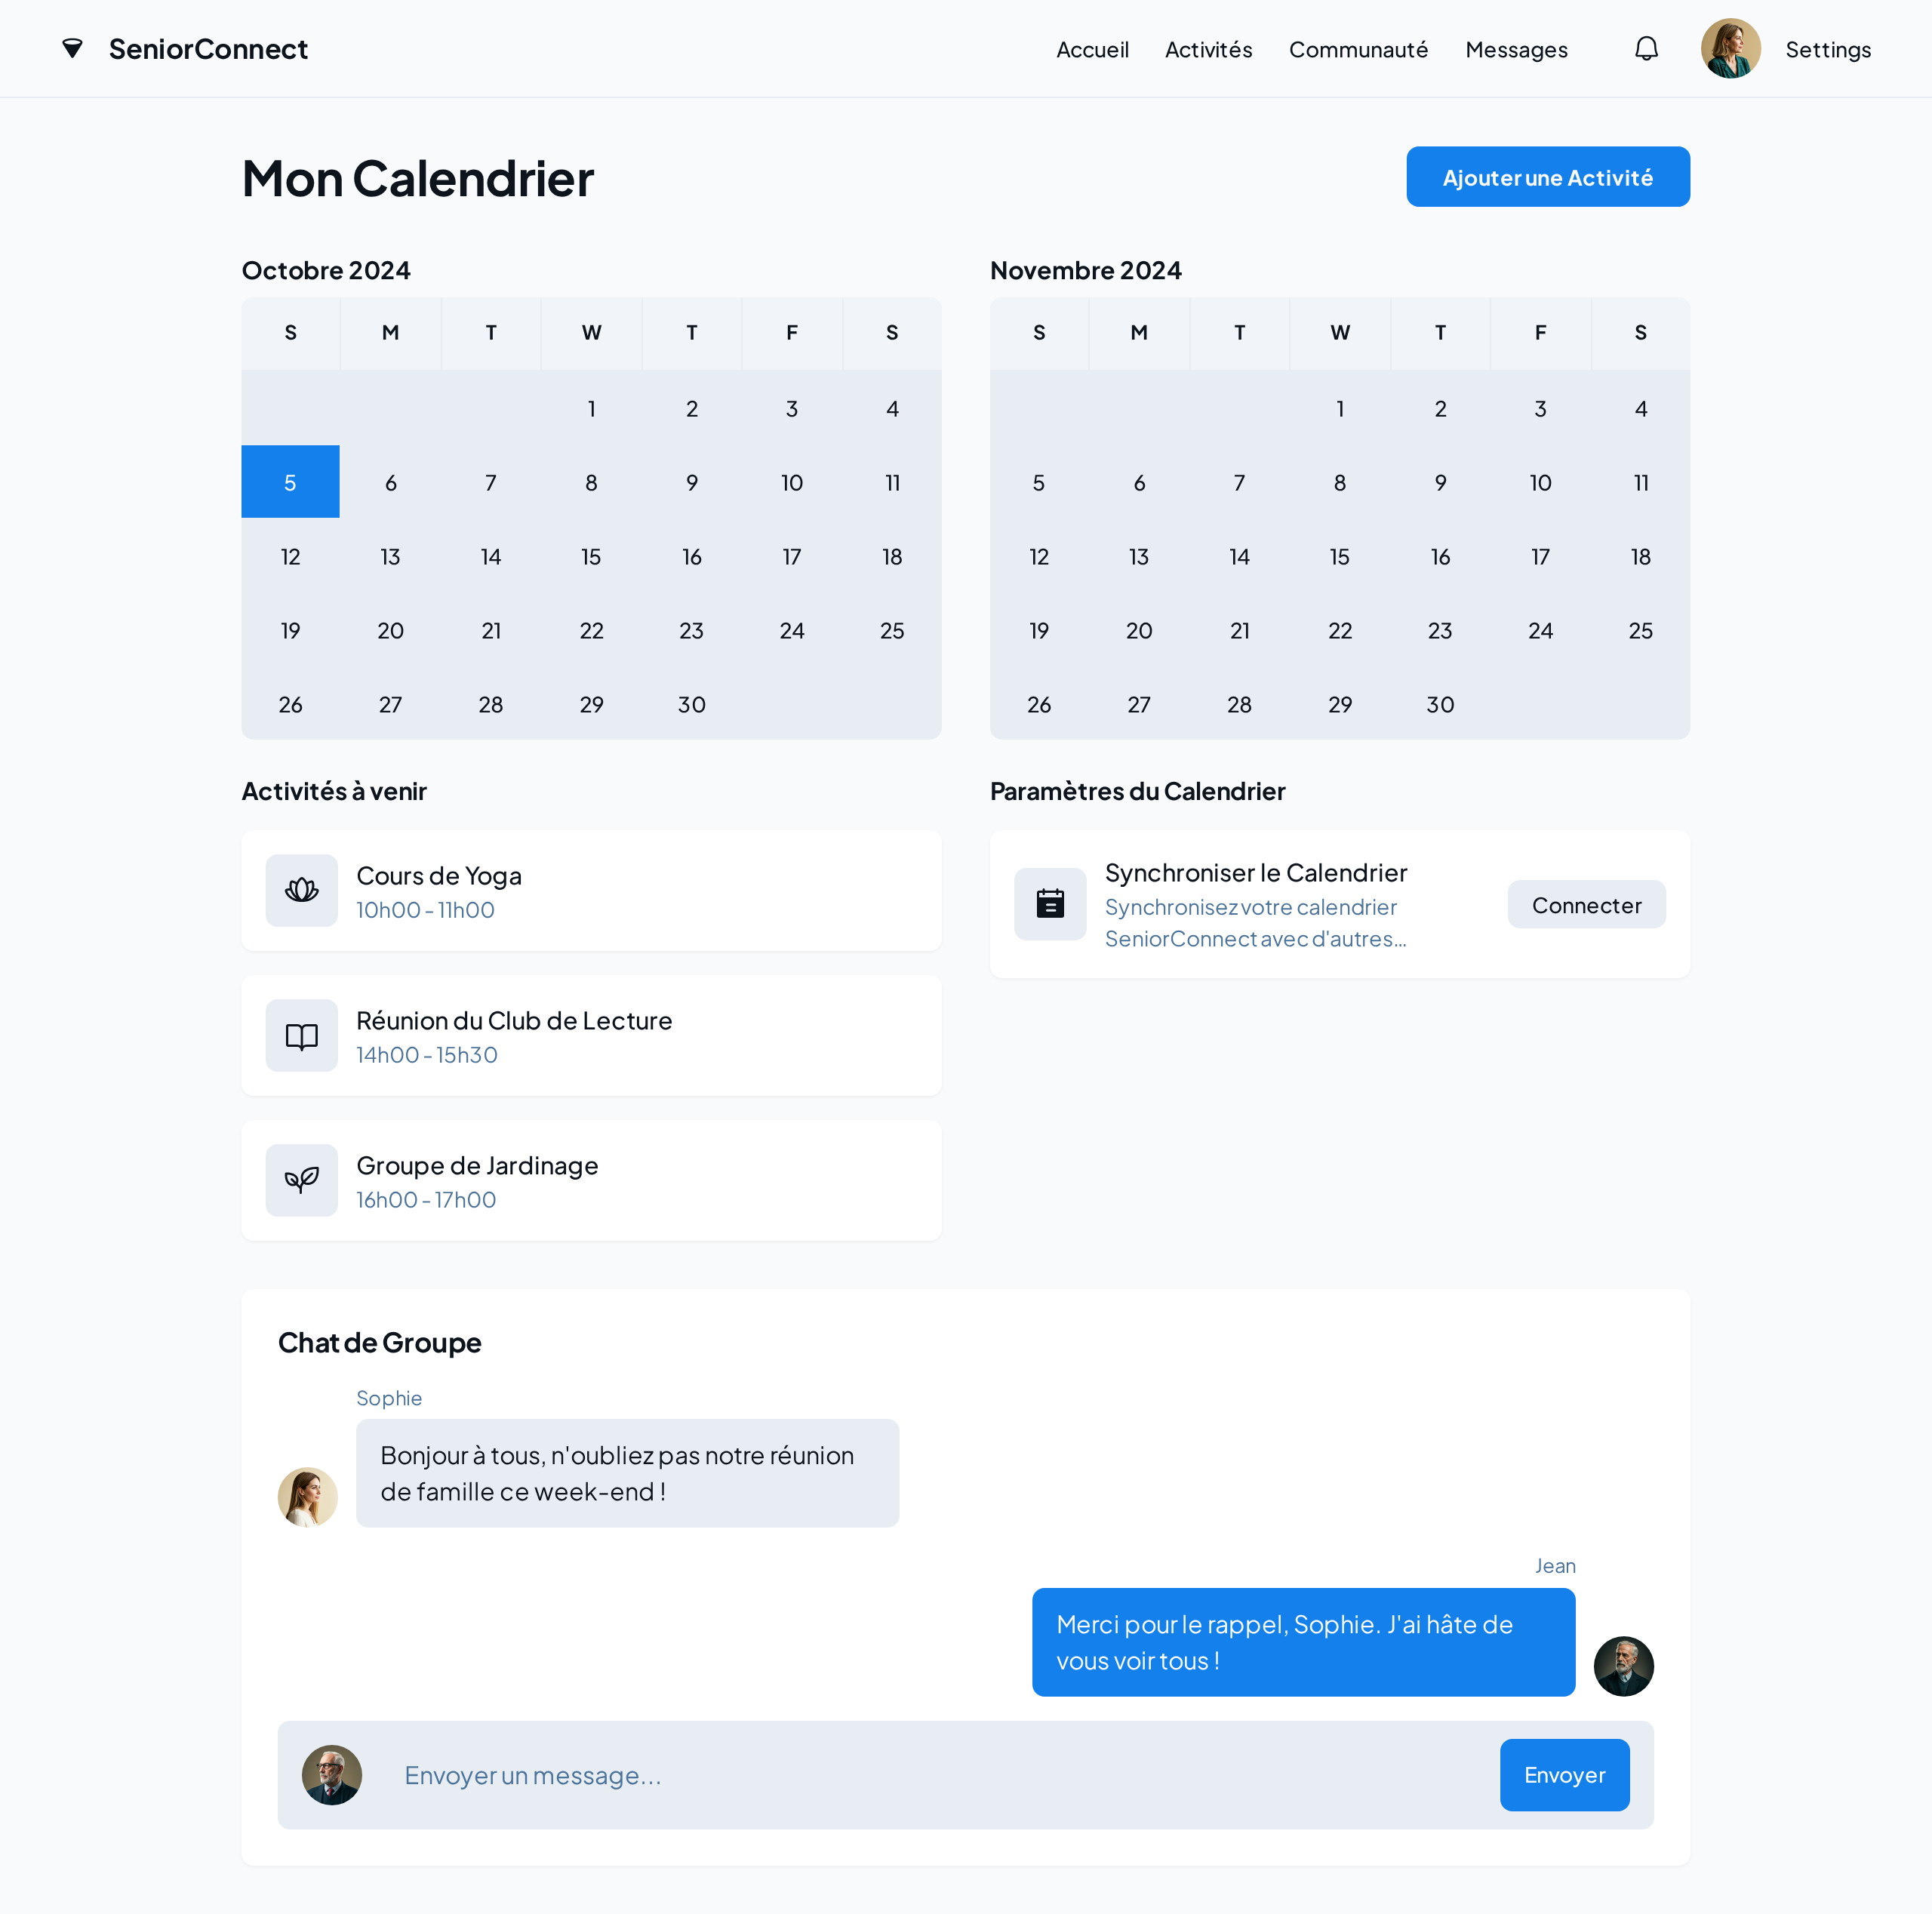 SeniorConnect
Accueil Activités Communauté Messages Settings
Mon Calendrier
Ajouter une Activité
Octobre 2024
S M T W T F S
1 2 3 4
5 6 7 8 9 10 11
12 13 14 15 16 17 18
19 20 21 22 23 24 25
26 27 28 29 30
Novembre 2024
S M T W T F S
1 2 3 4
5 6 7 8 9 10 11
12 13 14 15 16 17 18
19 20 21 22 23 24 25
26 27 28 29 30
Activités à venir
Cours de Yoga
10h00 - 11h00
Réunion du Club de Lecture
14h00 - 15h30
Groupe de Jardinage
16h00 - 17h00
Paramètres du Calendrier
Synchroniser le Calendrier
Synchronisez votre calendrier
SeniorConnect avec d'autres...
Connecter
Chat de Groupe
Sophie
Bonjour à tous, n'oubliez pas notre réunion
de famille ce week-end !
Jean
Merci pour le rappel, Sophie. J'ai hâte de
vous voir tous !
Envoyer un message...
Envoyer